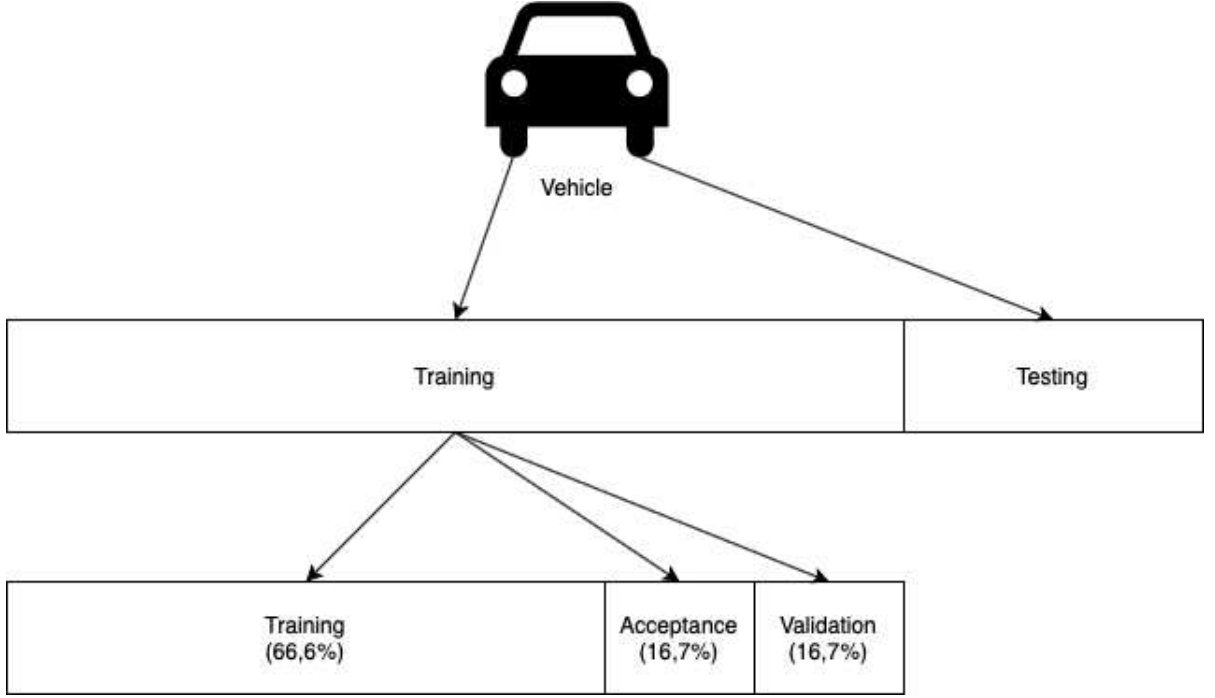 Vehicle
Training
Testing
Training
(66,6%)
Acceptance
(16,7%)
Validation
(16,7%)